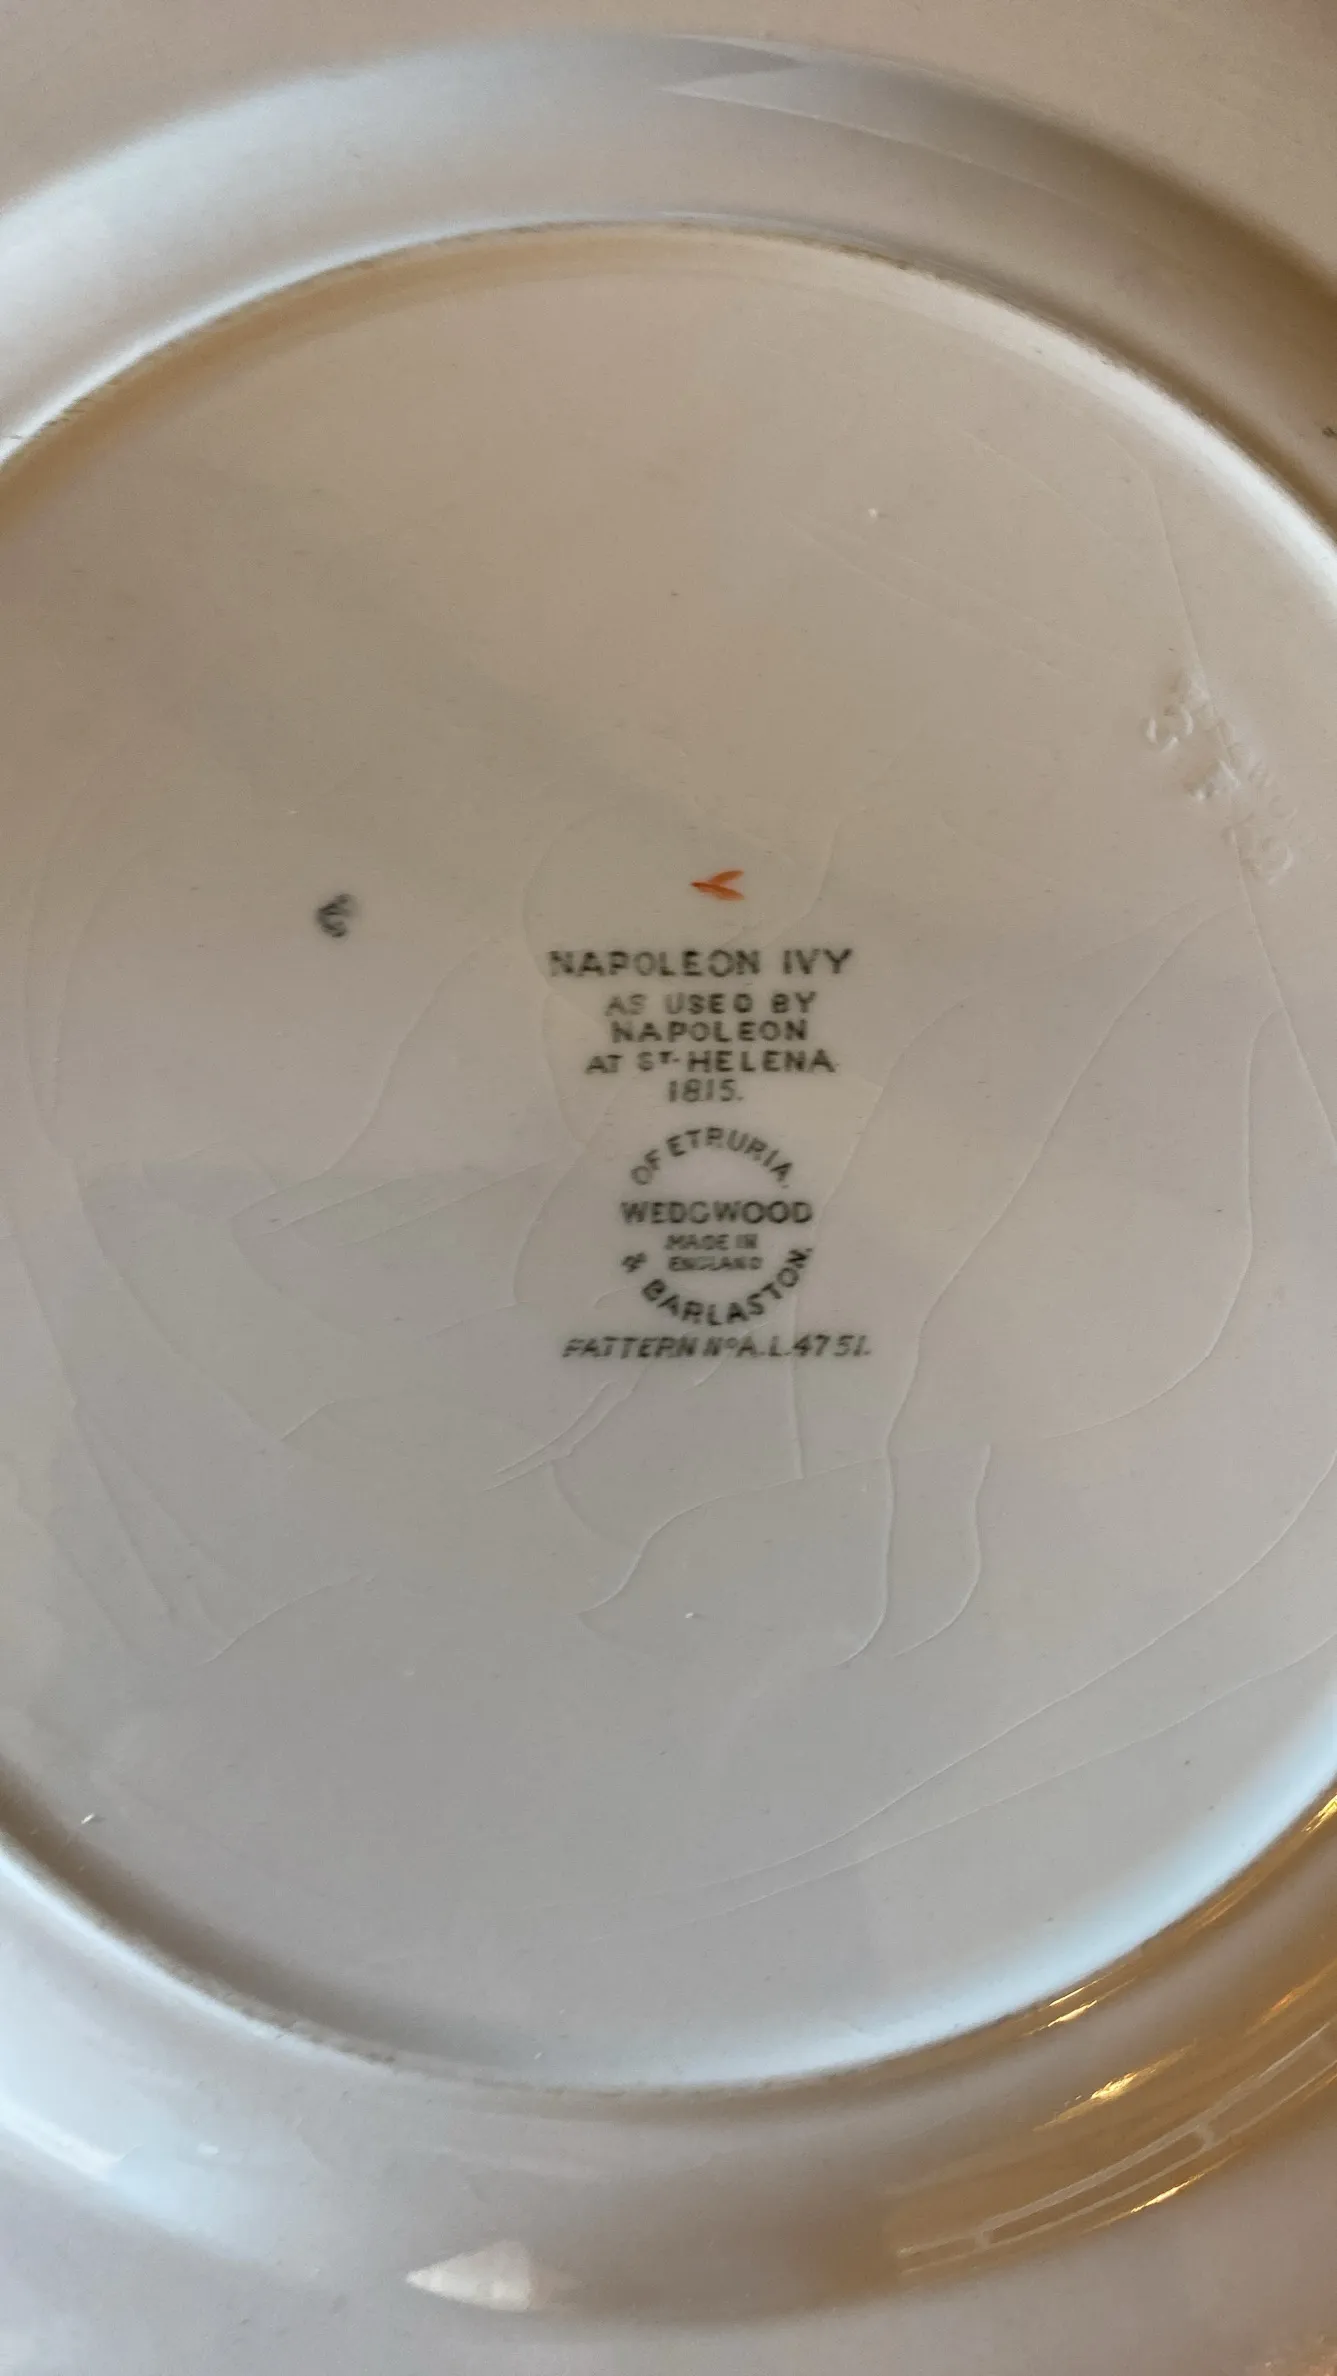 NAPOLEON IVY
AS USED BY
NAPOLEON
AT ST. HELENA
1815.
OF ETRURIA
WEDGWOOD
MADE IN
ENGLAND
& BARLASTON.
PATTERN No A.L.4751.